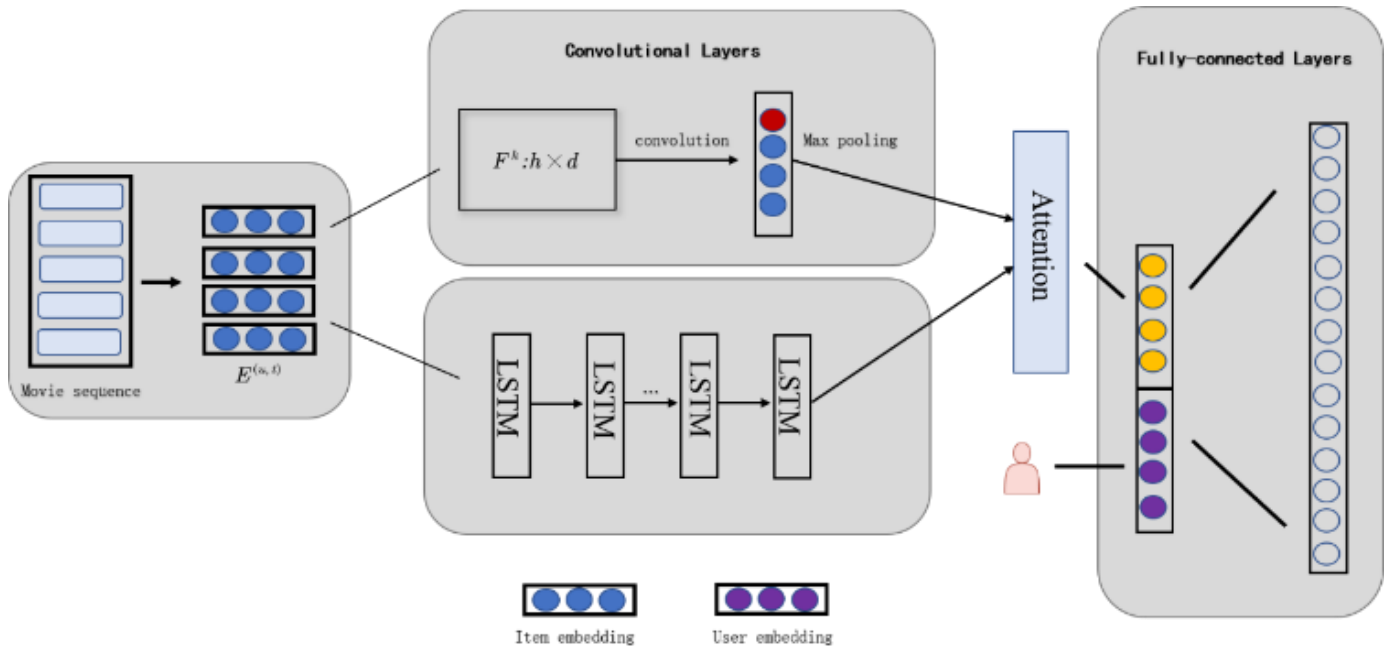 Convolutional Layers
Fully-connected Layers
F^k:h×d
convolution
Max pooling
Attention
Movie sequence
E^(u,t)
LSTM
LSTM
...
LSTM
LSTM
Item embedding
User embedding